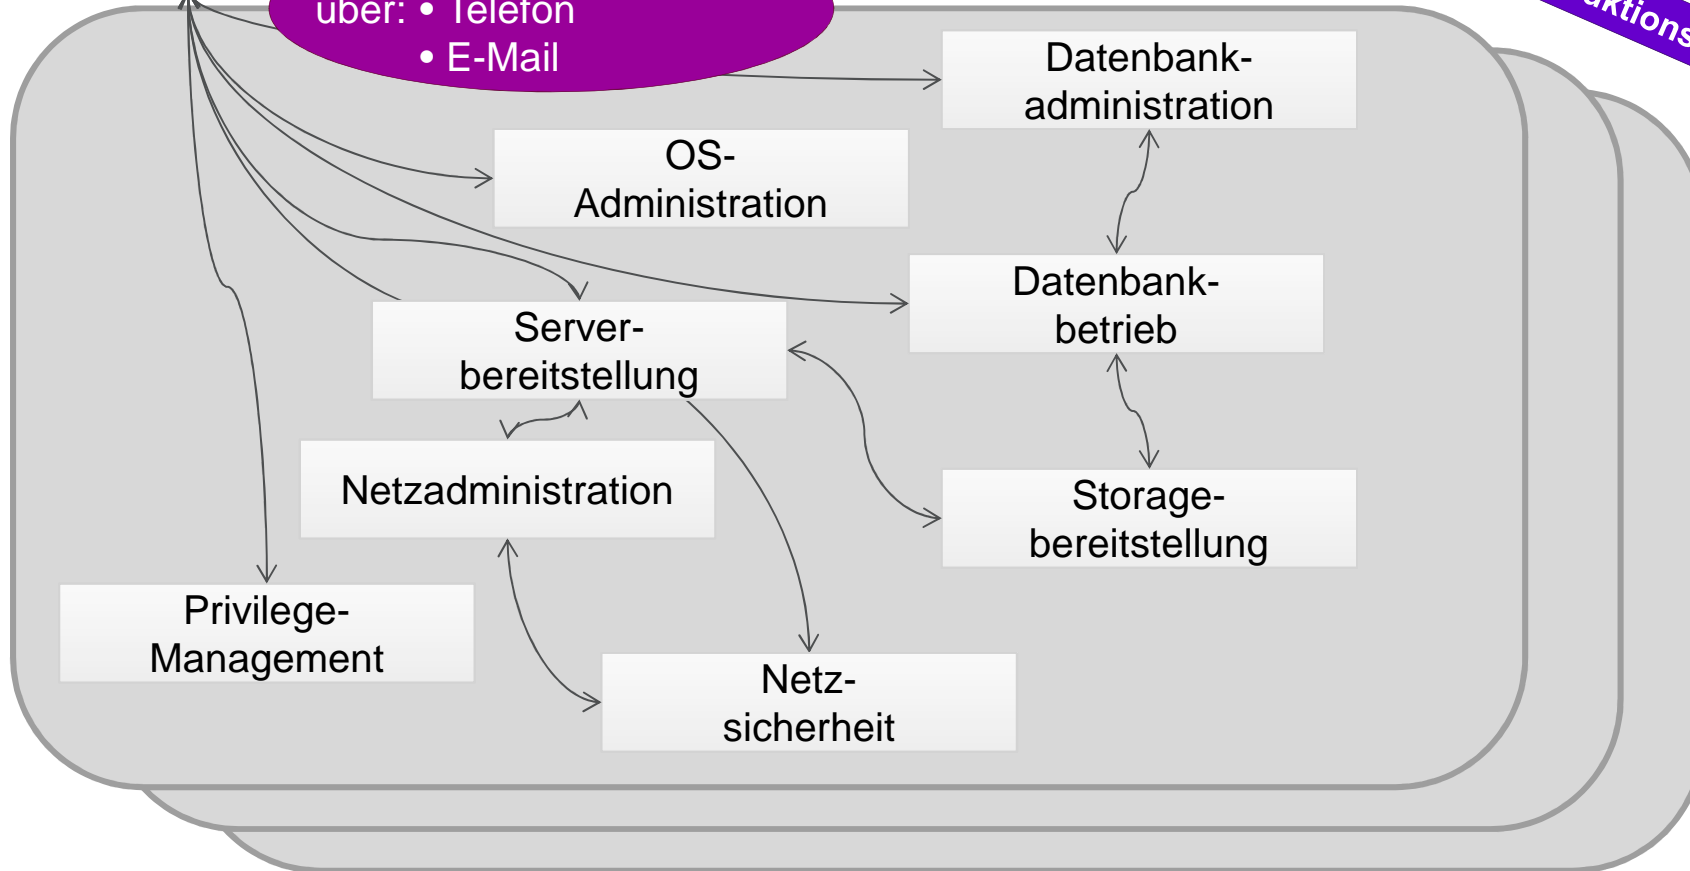 über: • Telefon
• E-Mail
Datenbank-
administration
OS-
Administration
Datenbank-
betrieb
Server-
bereitstellung
Netzadministration
Storage-
bereitstellung
Privilege-
Management
Netz-
sicherheit